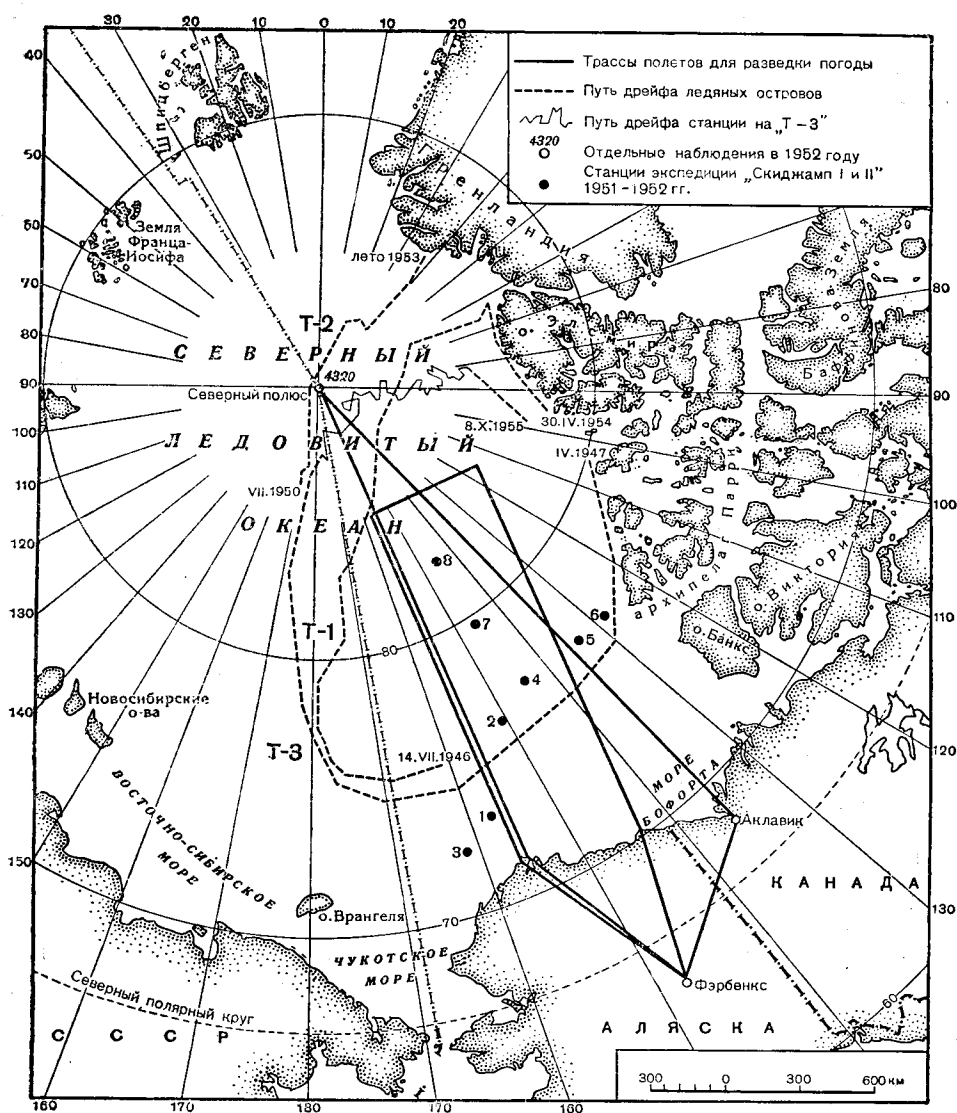 30 20 10 0 10 20
40
50
60
70
80
90
100
110
120
130
140
150
160 170 180 170 160
80
90
100
110
120
130
Трассы полетов для разведки погоды
Путь дрейфа ледяных островов
Путь дрейфа станции на „Т-3"
4320
Отдельные наблюдения в 1952 году
Станции экспедиции „Скиджамп I и II"
1951-1952 гг.
Шпицберген
Гренландия
Земля
Франца-
Иосифа
лето 1953
Т-2
СЕВЕРНЫЙ
4320
Северный полюс
ЛЕДОВИТЫЙ
8.X.1955
30.IV.1954
IV.1947
VII.1950
ОКЕАН
8
7
6
5
4
2
1
3
Т-1
80
Т-3
14.VII.1946
архипелаг Парри
о.Виктория
о.Банкс
Новосибирские
о-ва
ВОСТОЧНО-СИБИРСКОЕ
МОРЕ
о.Врангеля
70
ЧУКОТСКОЕ
МОРЕ
МОРЕ
БОФОРТА
Аклавик
КАНАДА
Фэрбенкс
60
Северный полярный круг
СССР
АЛЯСКА
300 0 300 600 км